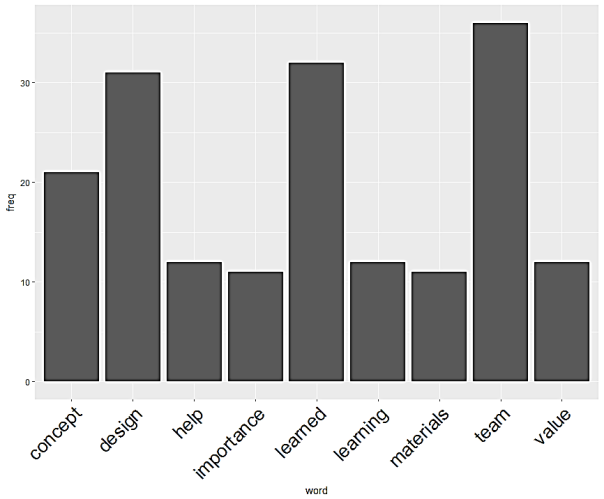 freq
30
20
10
0
concept
design
help
importance
learned
learning
materials
team
value
word